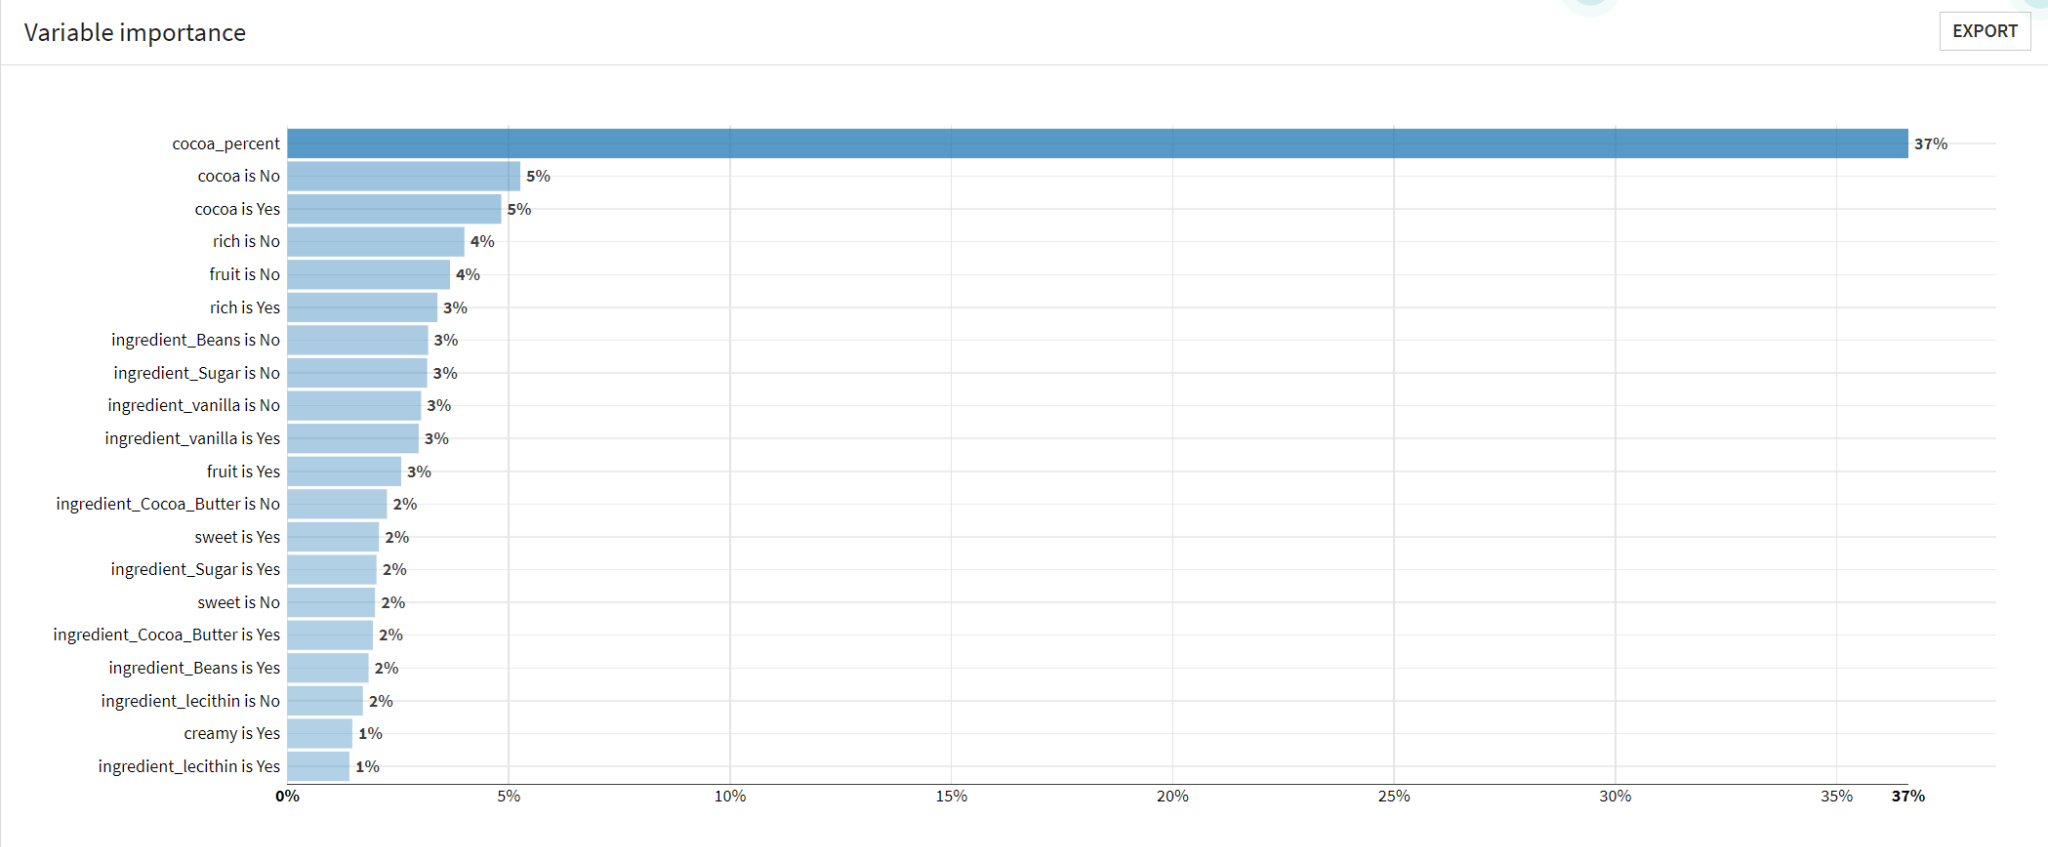 Variable importance
EXPORT
cocoa_percent 37%
cocoa is No 5%
cocoa is Yes 5%
rich is No 4%
fruit is No 4%
rich is Yes 3%
ingredient_Beans is No 3%
ingredient_Sugar is No 3%
ingredient_vanilla is No 3%
ingredient_vanilla is Yes 3%
fruit is Yes 3%
ingredient_Cocoa_Butter is No 2%
sweet is Yes 2%
ingredient_Sugar is Yes 2%
sweet is No 2%
ingredient_Cocoa_Butter is Yes 2%
ingredient_Beans is Yes 2%
ingredient_lecithin is No 2%
creamy is Yes 1%
ingredient_lecithin is Yes 1%
0% 5% 10% 15% 20% 25% 30% 35% 37%